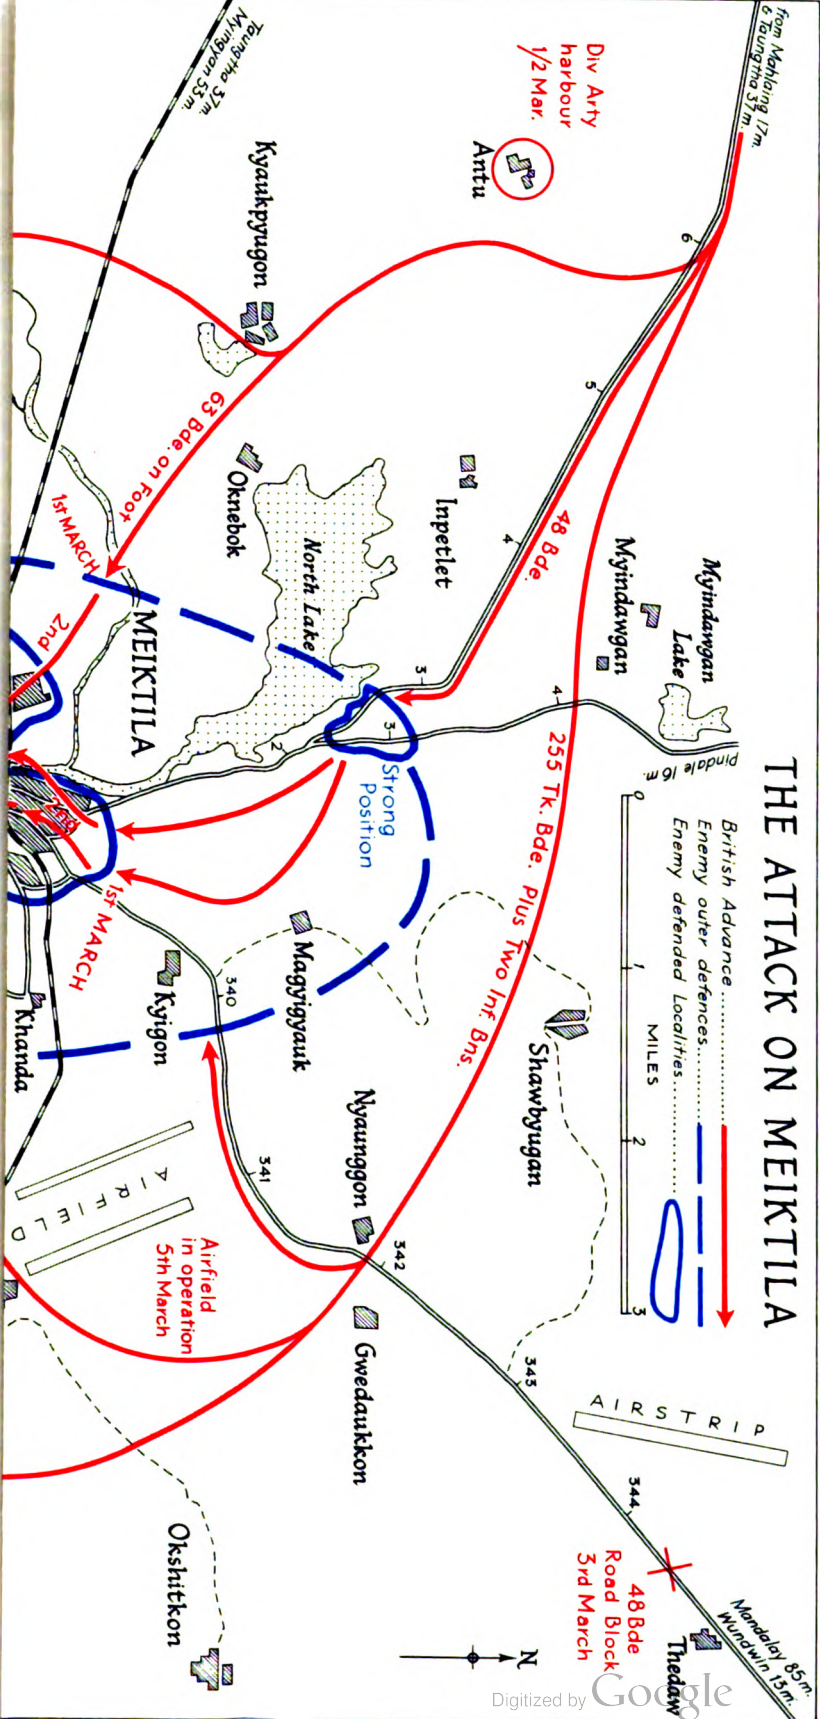 THE ATTACK ON MEIKTILA
British Advance
Enemy outer defences
Enemy defended Localities
0 1 2 3
MILES
from Mahlaing 17m.
& Taungtha 37m.
Taungtha 37m.
Myingyan 53m.
Div Arty
harbour
1/2 Mar.
Antu
Kyaukpyugon
6
5
4
3
63 Bde. on Foot
1st MARCH
2nd
Oknebok
North Lake
Inpetlet
48 Bde.
Myindawgan
Myindawgan
Lake
Pindale 16 m.
4
3
2
MEIKTILA
Strong
Position
255 Tk. Bde. Plus Two Inf. Bns.
2nd
1st MARCH
Magyigyauk
Kyigon
Khanda
340
341
342
343
344
Shawbyugan
Nyaunggon
Gwedaukkon
AIRFIELD
Airfield
in operation
5th March
AIRSTRIP
48 Bde
Road Block
3rd March
Thedaw
Mandalay 85 m.
Wundwin 13m.
Okshitkon
N
Digitized by Google